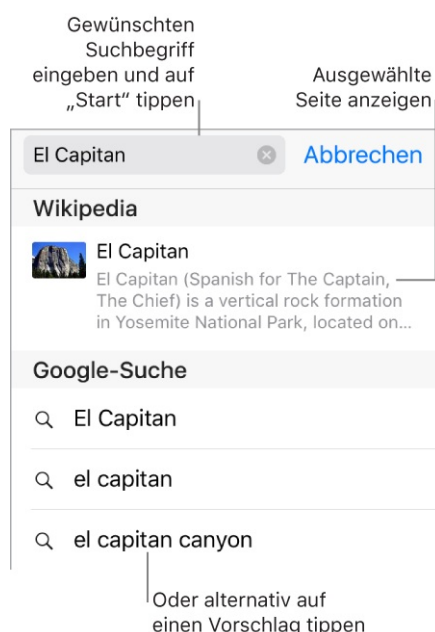 Gewünschten
Suchbegriff
eingeben und auf
„Start“ tippen
Ausgewählte
Seite anzeigen
El Capitan
Abbrechen
Wikipedia
El Capitan
El Capitan (Spanish for The Captain,
The Chief) is a vertical rock formation
in Yosemite National Park, located on...
Google-Suche
El Capitan
el capitan
el capitan canyon
Oder alternativ auf
einen Vorschlag tippen